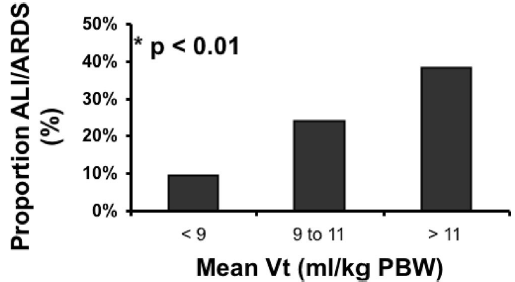 Proportion ALI/ARDS
(%)
50%
40%
30%
20%
10%
0%
* p < 0.01
< 9
9 to 11
> 11
Mean Vt (ml/kg PBW)